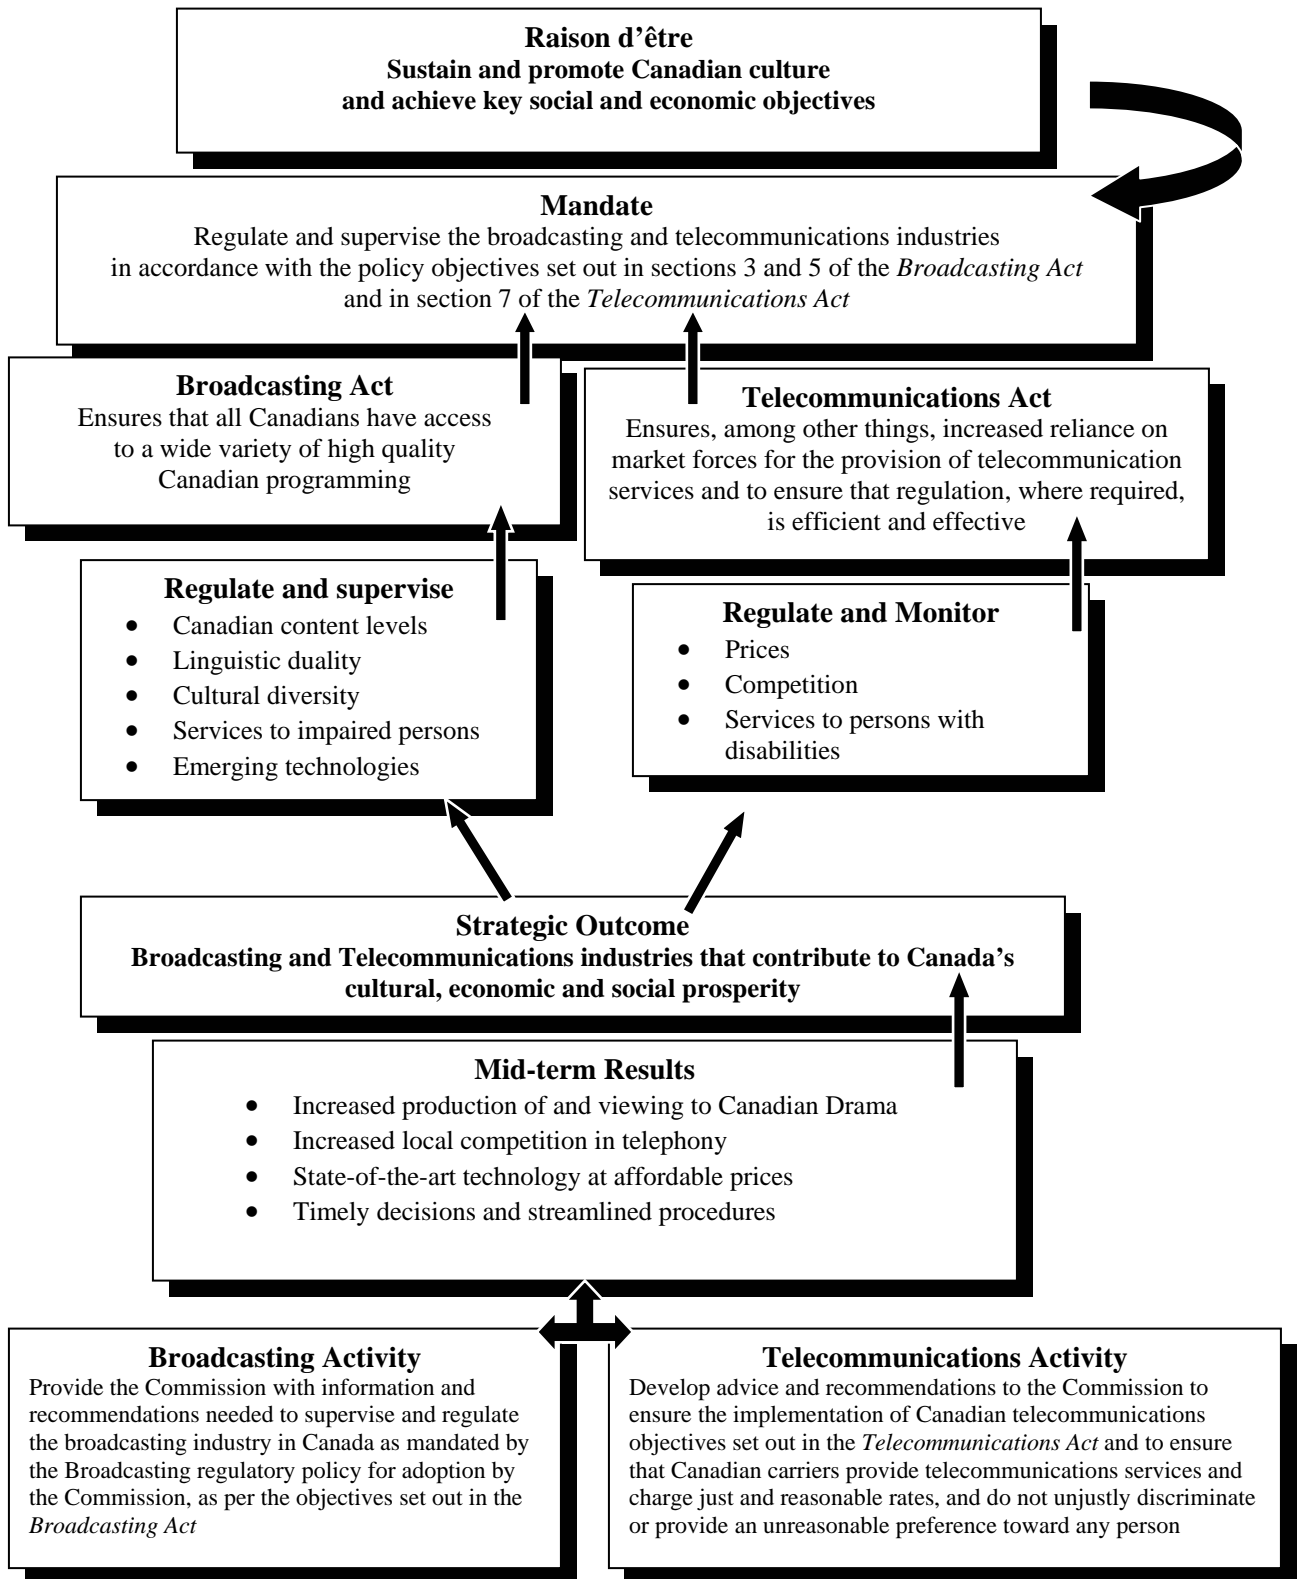 Raison d’être
Sustain and promote Canadian culture
and achieve key social and economic objectives
Mandate
Regulate and supervise the broadcasting and telecommunications industries
in accordance with the policy objectives set out in sections 3 and 5 of the Broadcasting Act
and in section 7 of the Telecommunications Act
Broadcasting Act
Ensures that all Canadians have access
to a wide variety of high quality
Canadian programming
Telecommunications Act
Ensures, among other things, increased reliance on
market forces for the provision of telecommunication
services and to ensure that regulation, where required,
is efficient and effective
Regulate and supervise
• Canadian content levels
• Linguistic duality
• Cultural diversity
• Services to impaired persons
• Emerging technologies
Regulate and Monitor
• Prices
• Competition
• Services to persons with
disabilities
Strategic Outcome
Broadcasting and Telecommunications industries that contribute to Canada’s
cultural, economic and social prosperity
Mid-term Results
• Increased production of and viewing to Canadian Drama
• Increased local competition in telephony
• State-of-the-art technology at affordable prices
• Timely decisions and streamlined procedures
Broadcasting Activity
Provide the Commission with information and
recommendations needed to supervise and regulate
the broadcasting industry in Canada as mandated by
the Broadcasting regulatory policy for adoption by
the Commission, as per the objectives set out in the
Broadcasting Act
Telecommunications Activity
Develop advice and recommendations to the Commission to
ensure the implementation of Canadian telecommunications
objectives set out in the Telecommunications Act and to ensure
that Canadian carriers provide telecommunications services and
charge just and reasonable rates, and do not unjustly discriminate
or provide an unreasonable preference toward any person